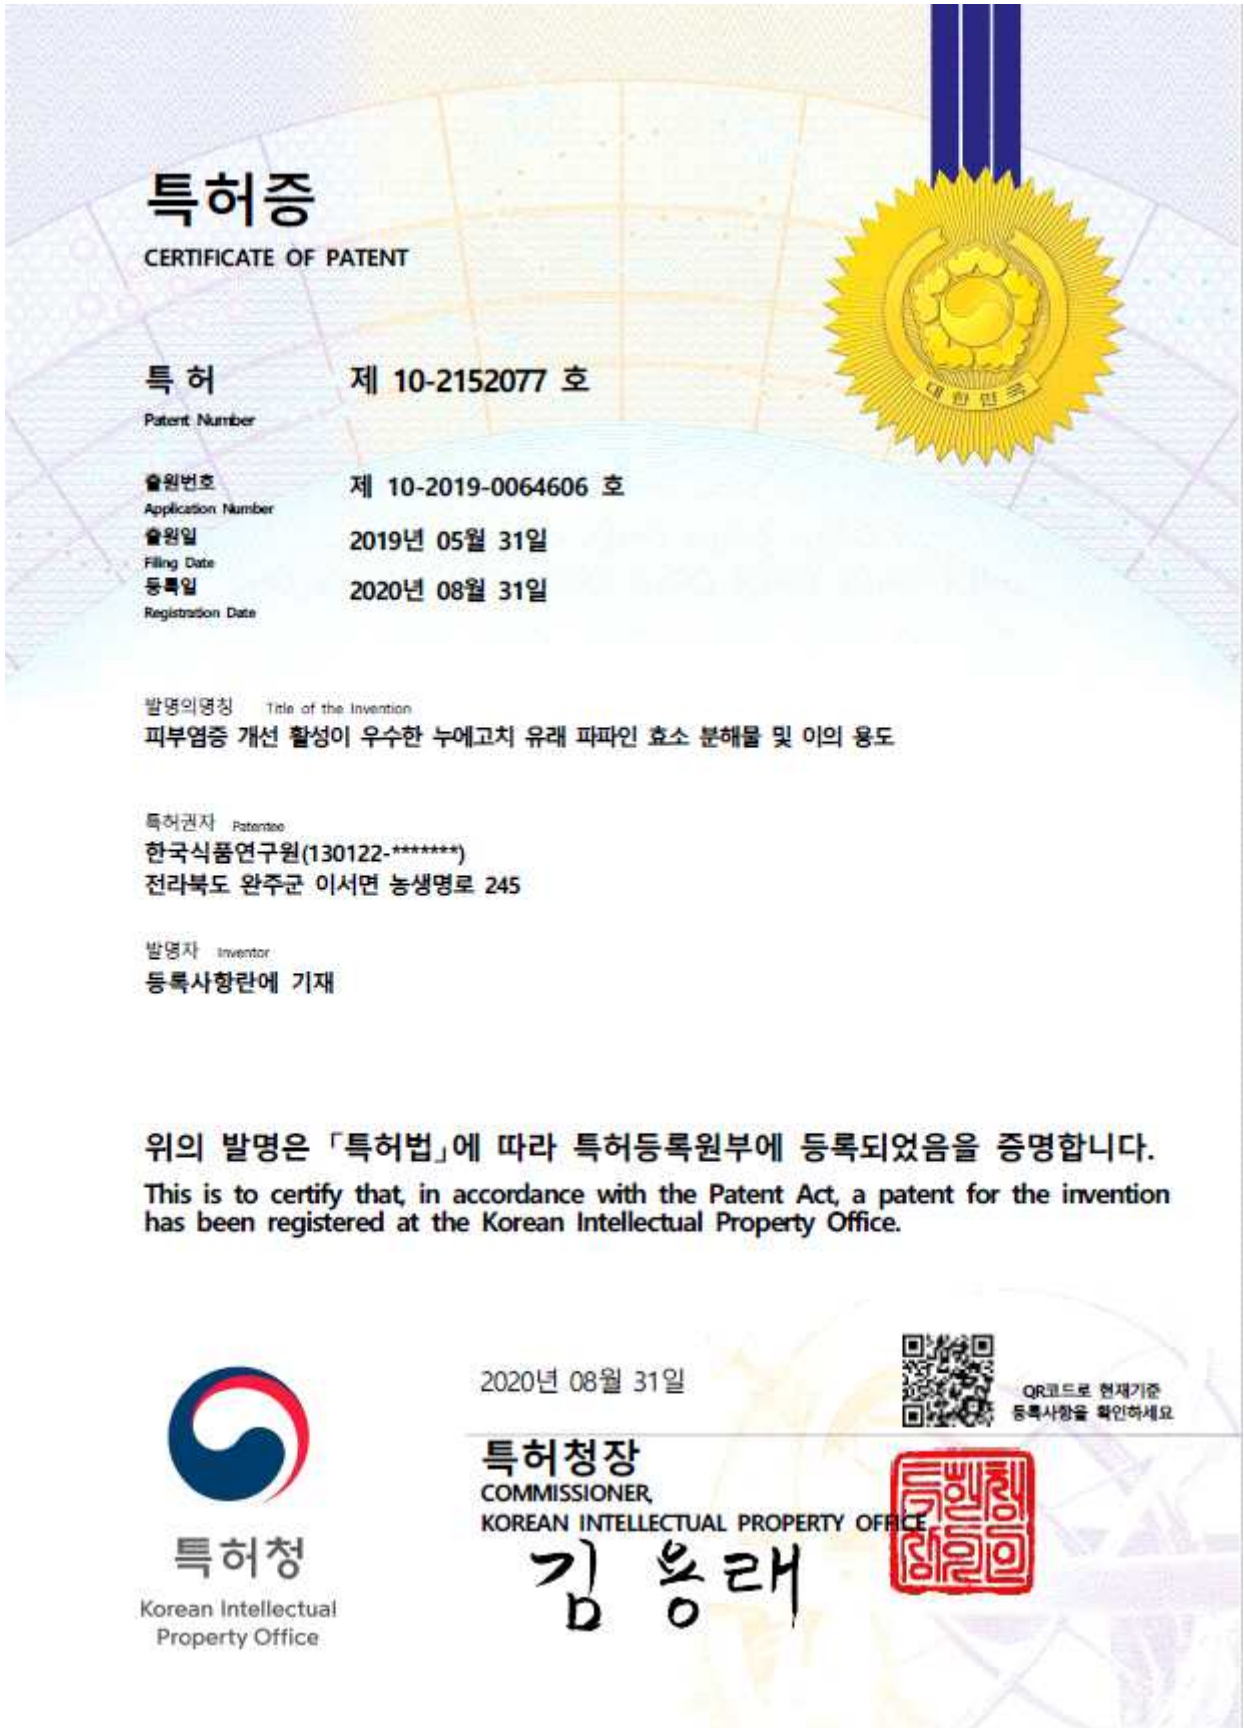 특허증
CERTIFICATE OF PATENT
대한민국
특 허 제 10-2152077 호
Patent Number
출원번호 제 10-2019-0064606 호
Application Number
출원일 2019년 05월 31일
Filing Date
등록일 2020년 08월 31일
Registration Date
발명의명칭 Title of the Invention
피부염증 개선 활성이 우수한 누에고치 유래 파파인 효소 분해물 및 이의 용도
특허권자 Patentee
한국식품연구원(130122-*******)
전라북도 완주군 이서면 농생명로 245
발명자 Inventor
등록사항란에 기재
위의 발명은 「특허법」에 따라 특허등록원부에 등록되었음을 증명합니다.
This is to certify that, in accordance with the Patent Act, a patent for the invention
has been registered at the Korean Intellectual Property Office.
2020년 08월 31일
QR코드로 현재기준
등록사항을 확인하세요
특허청장
COMMISSIONER,
KOREAN INTELLECTUAL PROPERTY OFFICE
김용래
특허청
Korean Intellectual
Property Office